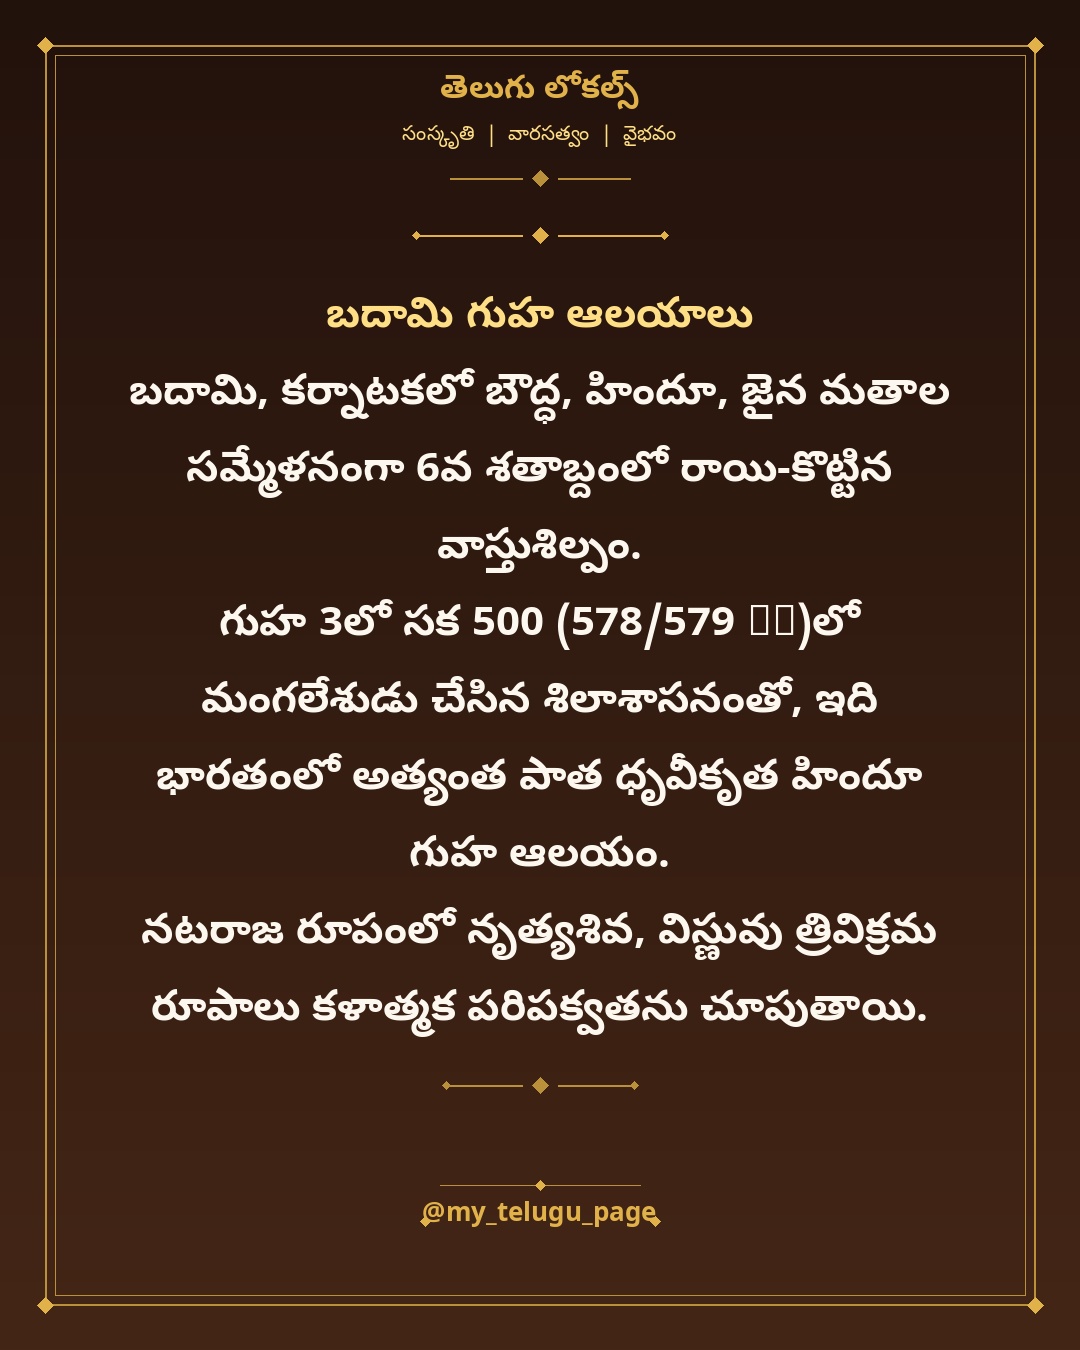 తెలుగు లోకల్స్
సంస్కృతి | వారసత్వం | వైభవం
బదామి గుహ ఆలయాలు
బదామి, కర్నాటకలో బౌద్ధ, హిందూ, జైన మతాల
సమ్మేళనంగా 6వ శతాబ్దంలో రాయి-కొట్టిన
వాస్తుశిల్పం.
గుహ 3లో సక 500 (578/579 )లో
మంగలేశుడు చేసిన శిలాశాసనంతో, ఇది
భారతంలో అత్యంత పాత ధృవీకృత హిందూ
గుహ ఆలయం.
నటరాజ రూపంలో నృత్యశివ, విష్ణువు త్రివిక్రమ
రూపాలు కళాత్మక పరిపక్వతను చూపుతాయి.
@my_telugu_page